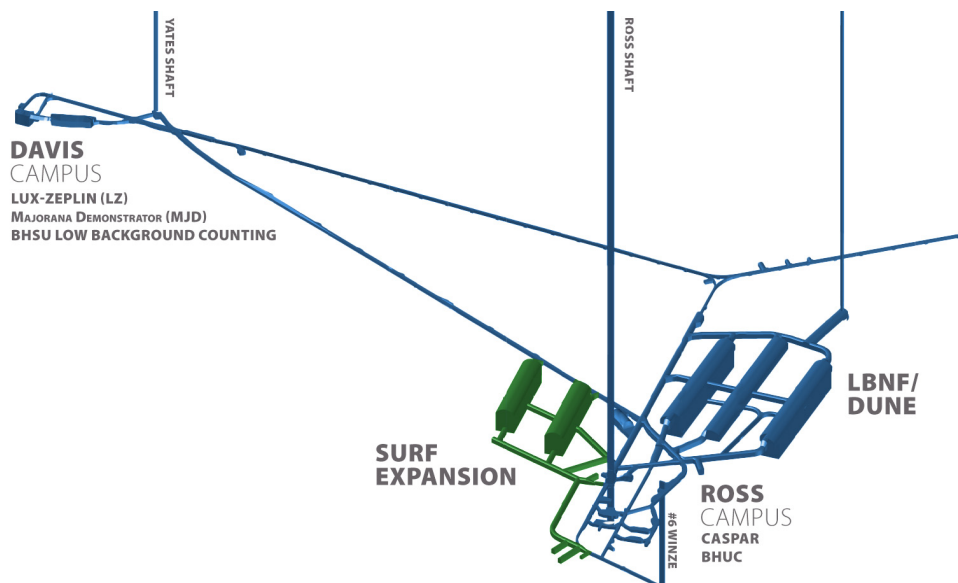 YATES SHAFT
ROSS SHAFT
DAVIS
CAMPUS
LUX-ZEPLIN (LZ)
MAJORANA DEMONSTRATOR (MJD)
BHSU LOW BACKGROUND COUNTING
LBNF/
DUNE
SURF
EXPANSION
ROSS
CAMPUS
CASPAR
BHUC
#6 WINZE